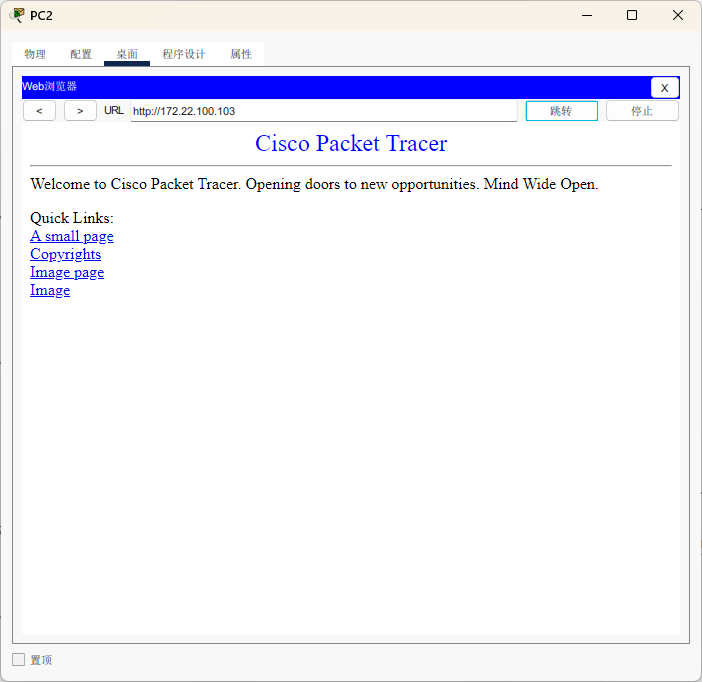 PC2
物理 配置 桌面 程序设计 属性
Web浏览器 X
< > URL http://172.22.100.103 跳转 停止
Cisco Packet Tracer
Welcome to Cisco Packet Tracer. Opening doors to new opportunities. Mind Wide Open.
Quick Links:
A small page
Copyrights
Image page
Image
置顶